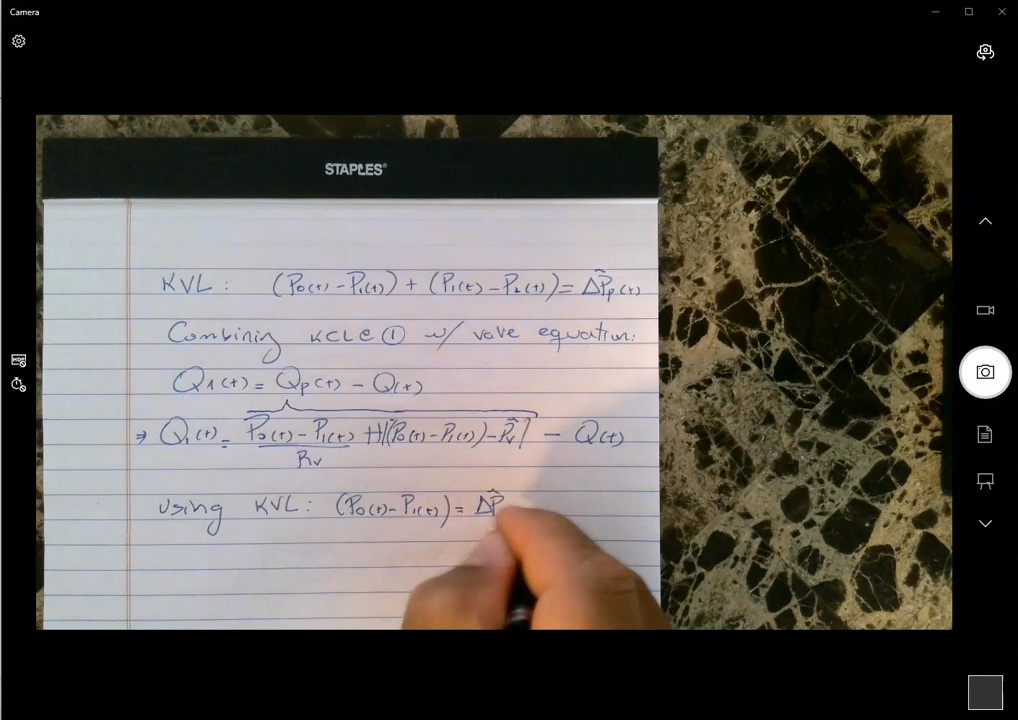 Camera
STAPLES®
KVL: (P₀(t) - P₁(t)) + (P₁(t) - P₂(t)) = ΔP̂ₚ(t)
Combining KCL @ ① w/ valve equation:
Q₁(t) = Qₚ(t) - Q(t)
⇒ Q₁(t) = P₀(t) - P₁(t) / Rᵥ H[(P₀(t) - P₁(t)) - P̂ᵥ] - Q(t)
using KVL: (P₀(t) - P₁(t)) = ΔP̂